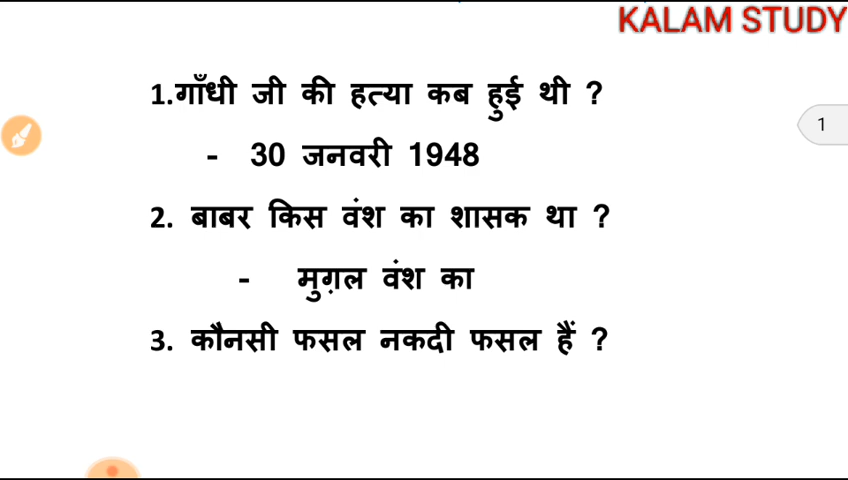 KALAM STUDY
1.गाँधी जी की हत्या कब हुई थी ?
- 30 जनवरी 1948
1
2. बाबर किस वंश का शासक था ?
- मुग़ल वंश का
3. कौनसी फसल नकदी फसल हैं ?